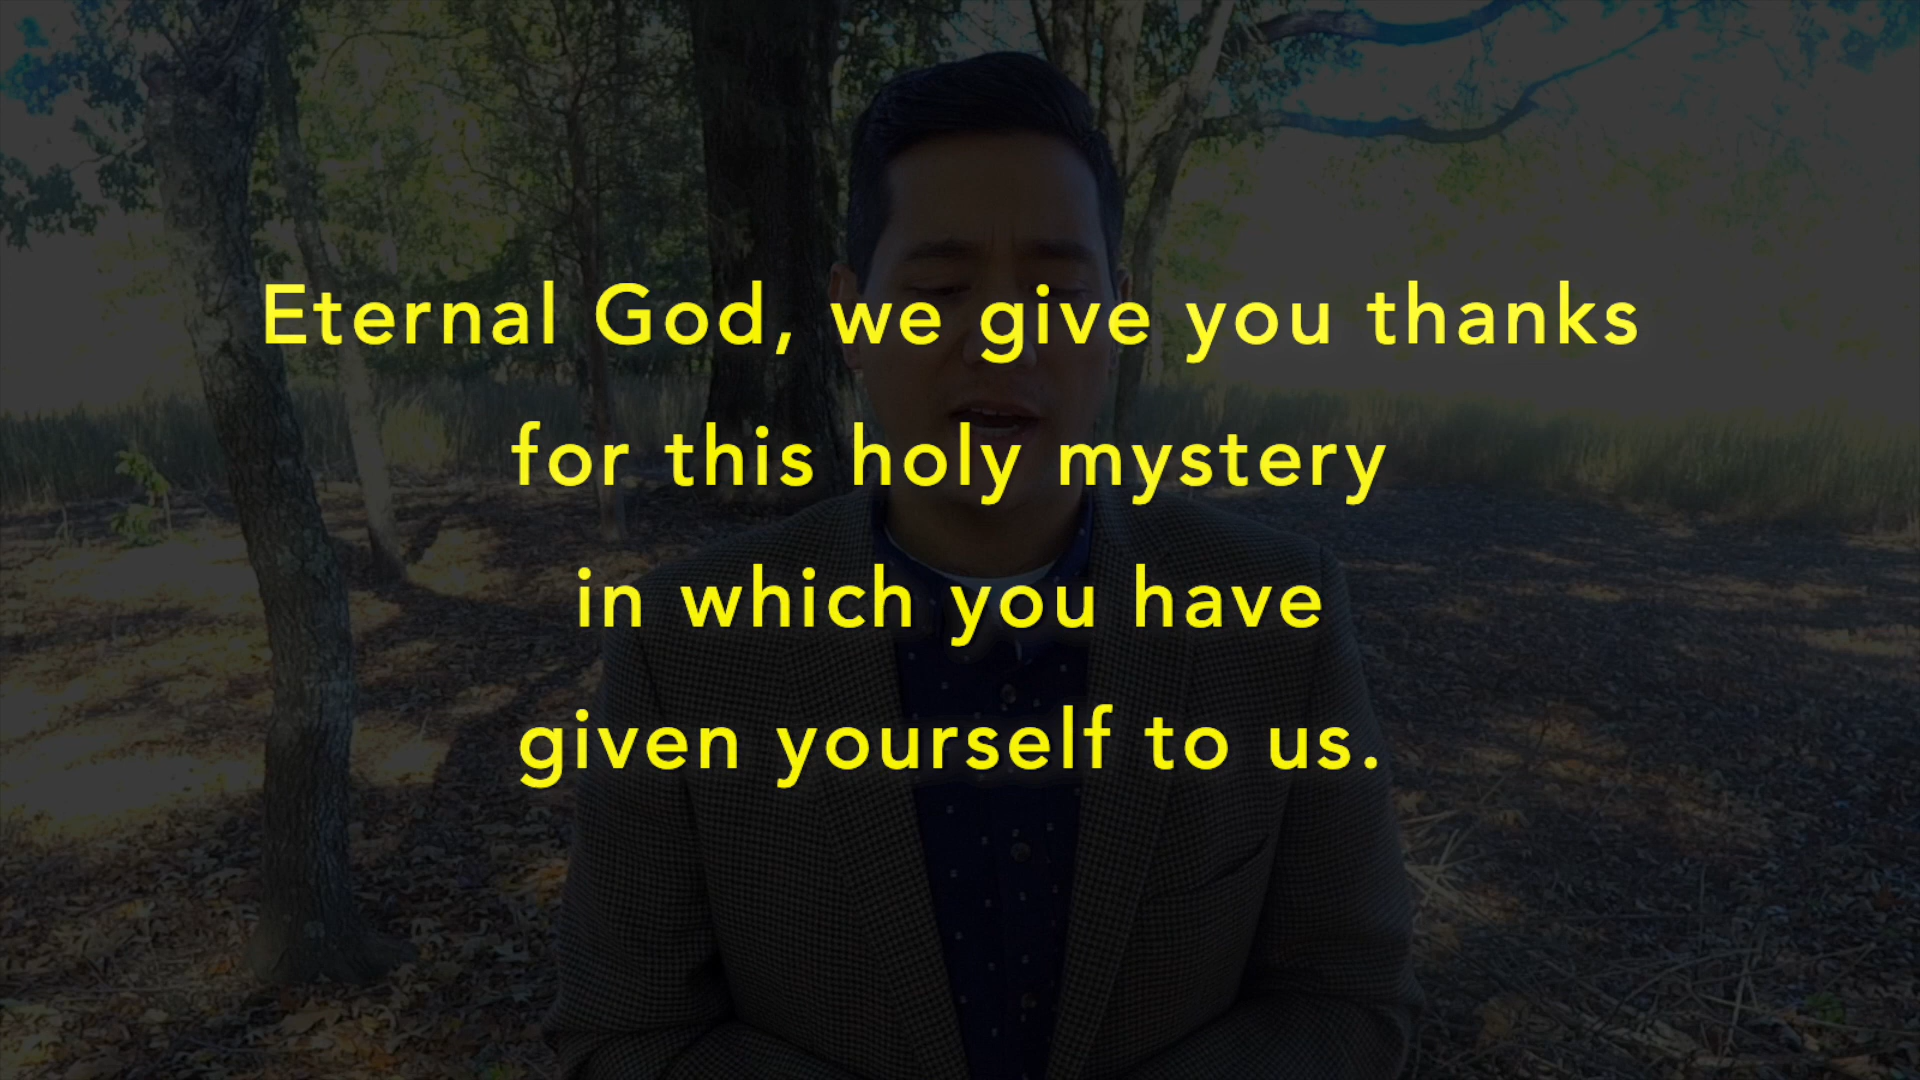 Eternal God, we give you thanks
for this holy mystery
in which you have
given yourself to us.